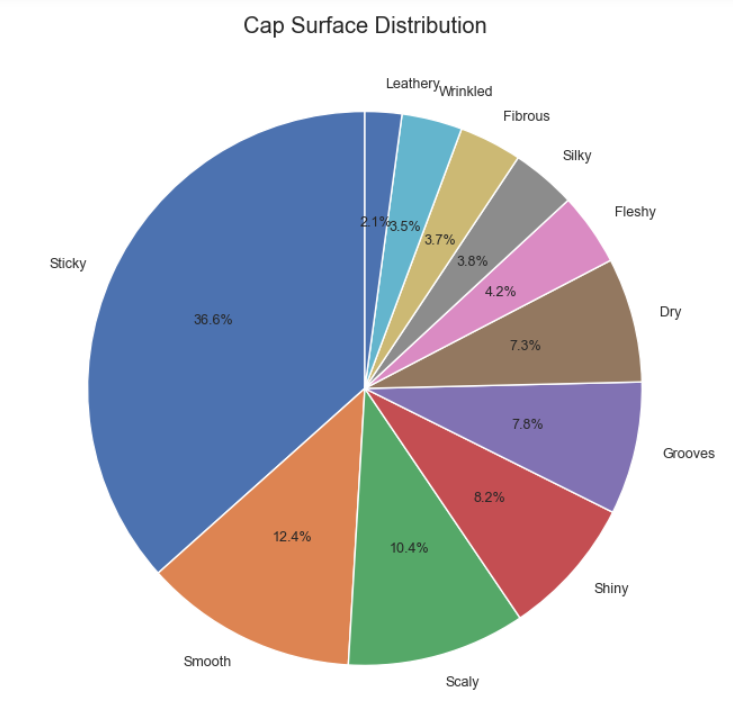 Cap Surface Distribution
Leathery
Wrinkled
Fibrous
Silky
Fleshy
Dry
Grooves
Shiny
Scaly
Smooth
Sticky
2.1%
3.5%
3.7%
3.8%
4.2%
7.3%
7.8%
8.2%
10.4%
12.4%
36.6%